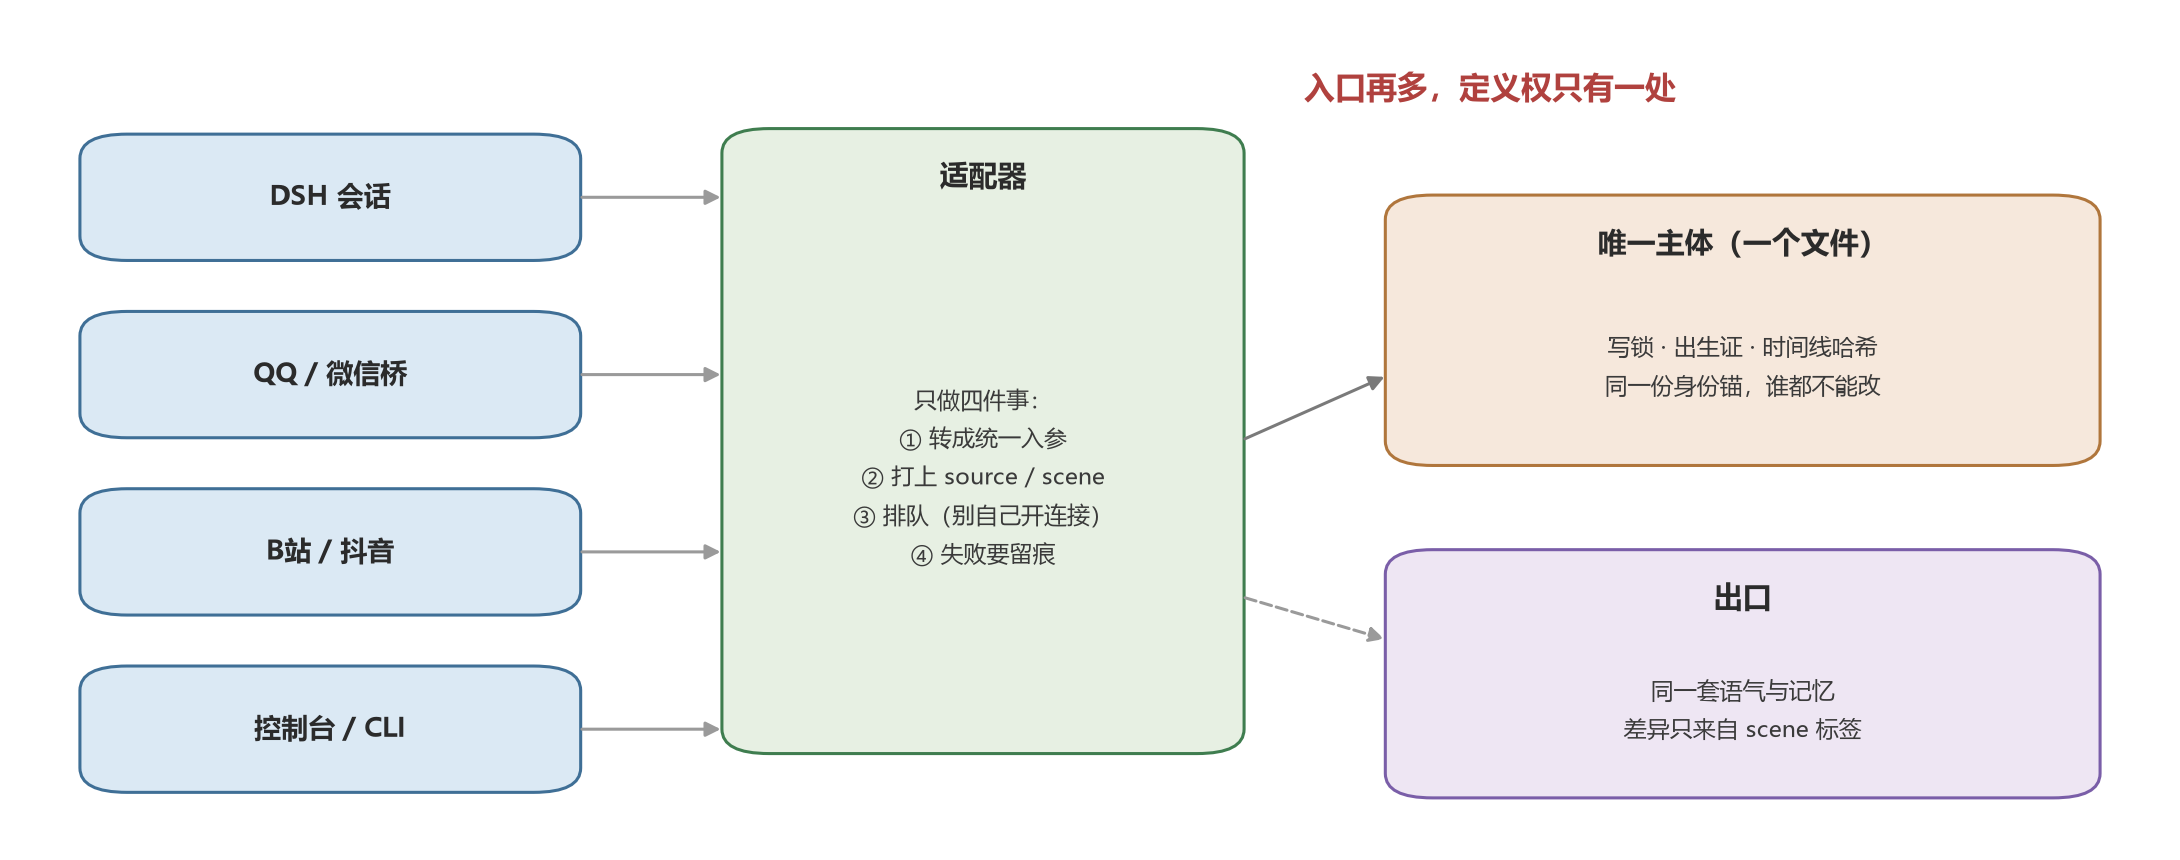 入口再多，定义权只有一处
DSH 会话
QQ / 微信桥
B站 / 抖音
控制台 / CLI
适配器
只做四件事：
① 转成统一入参
② 打上 source / scene
③ 排队（别自己开连接）
④ 失败要留痕
唯一主体（一个文件）
写锁 · 出生证 · 时间线哈希
同一份身份锚，谁都不能改
出口
同一套语气与记忆
差异只来自 scene 标签